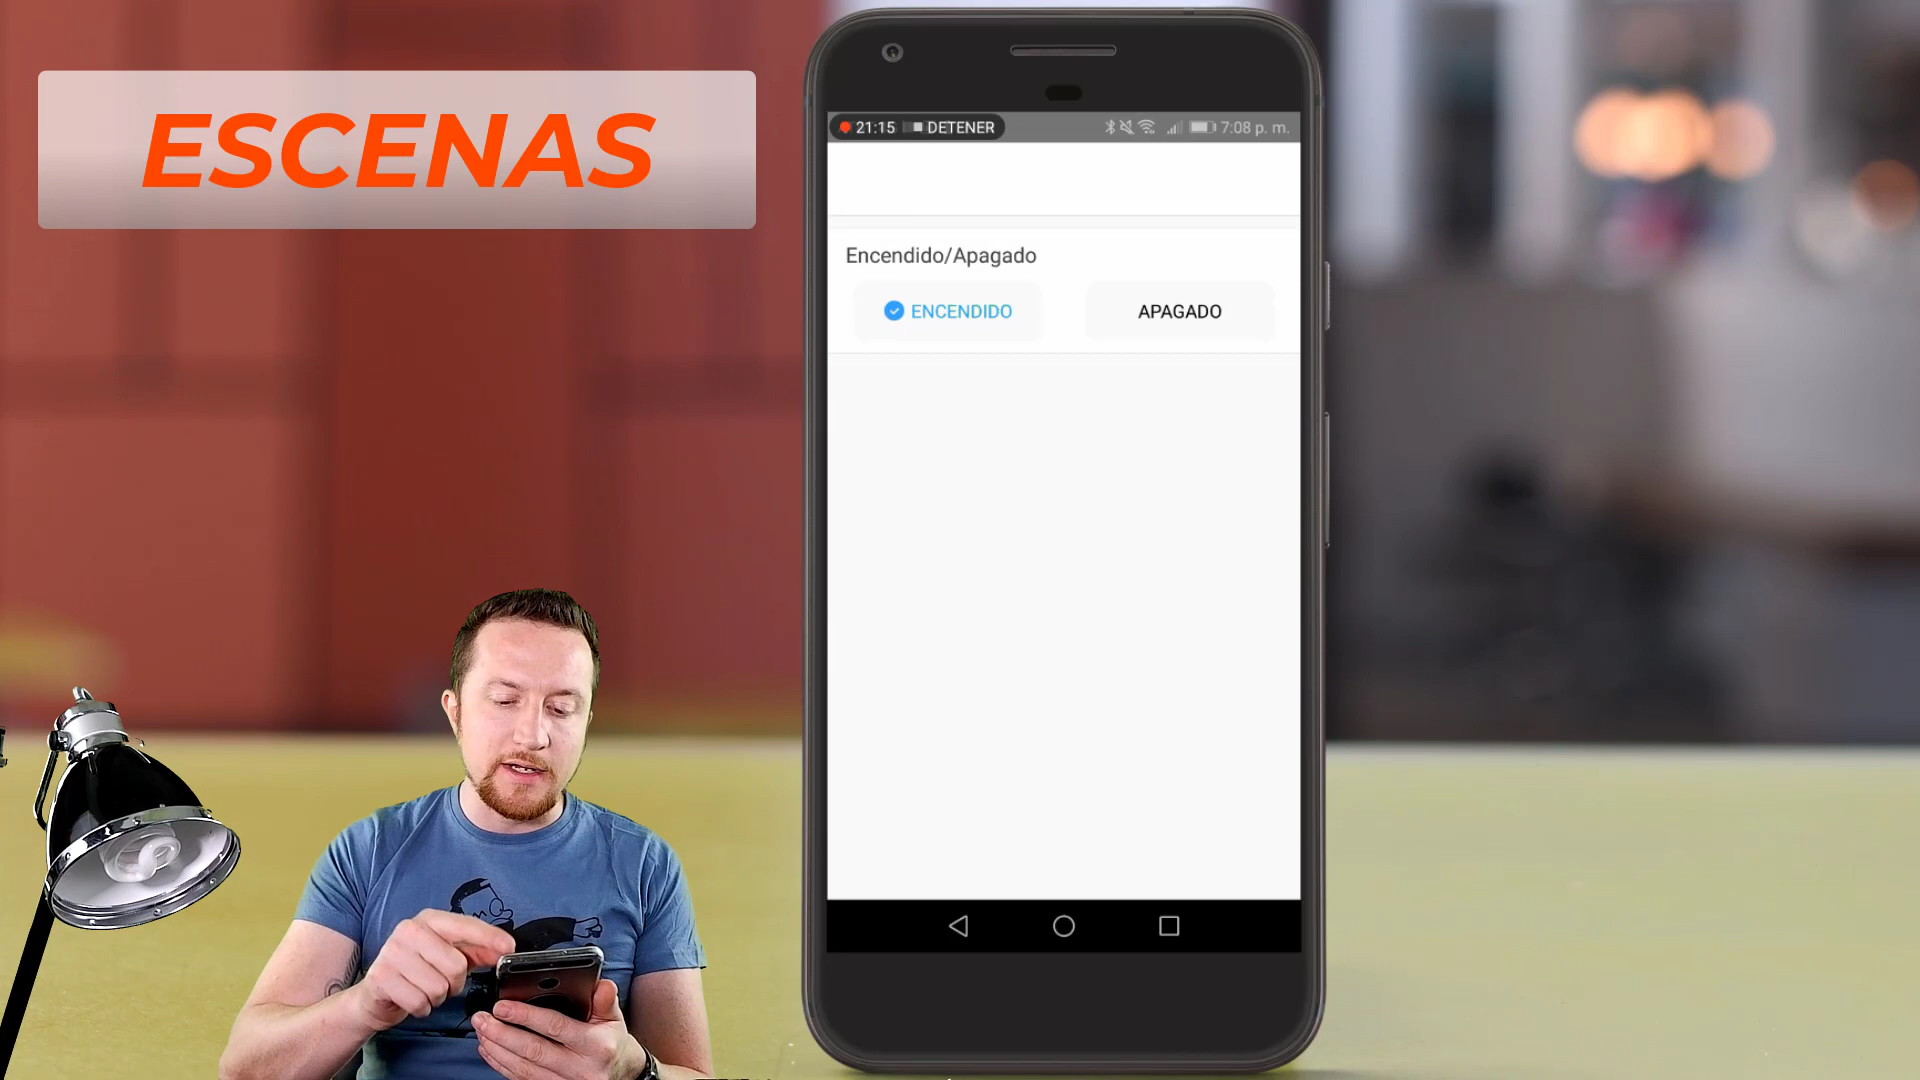 ESCENAS
21:15 DETENER 7:08 p. m.
Encendido/Apagado
ENCENDIDO APAGADO